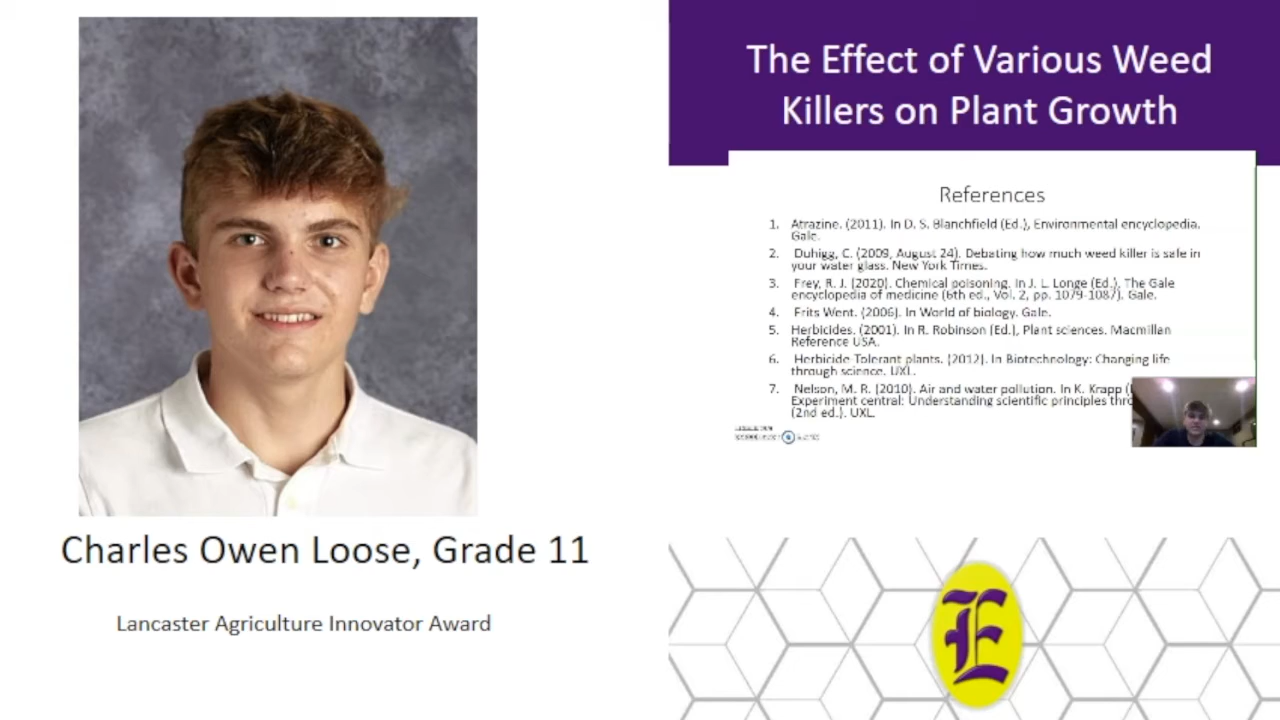 Charles Owen Loose, Grade 11
Lancaster Agriculture Innovator Award
The Effect of Various Weed
Killers on Plant Growth
References
1. Atrazine. (2011). In D. S. Blanchfield (Ed.), Environmental encyclopedia.
Gale.
2. Duhigg, C. (2009, August 24). Debating how much weed killer is safe in
your water glass. New York Times.
3. Frey, R. J. (2020). Chemical poisoning. In J. L. Longe (Ed.), The Gale
encyclopedia of medicine (6th ed., Vol. 2, pp. 1079-1087). Gale.
4. Frits Went. (2006). In World of biology. Gale.
5. Herbicides. (2001). In R. Robinson (Ed.), Plant sciences. Macmillan
Reference USA.
6. Herbicide-Tolerant plants. (2012). In Biotechnology: Changing life
through science. UXL.
7. Nelson, M. R. (2010). Air and water pollution. In K. Krapp
Experiment central: Understanding scientific principles
(2nd ed.). UXL.
E